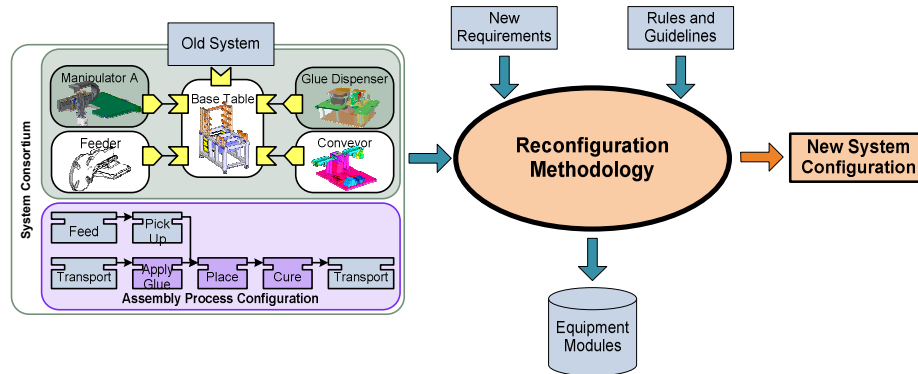 Old System
New
Requirements
Rules and
Guidelines
System Consortium
Manipulator A
Glue Dispenser
Base Table
Feeder
Conveyor
Reconfiguration
Methodology
New System
Configuration
Feed
Pick
Up
Transport
Apply
Glue
Place
Cure
Transport
Assembly Process Configuration
Equipment
Modules